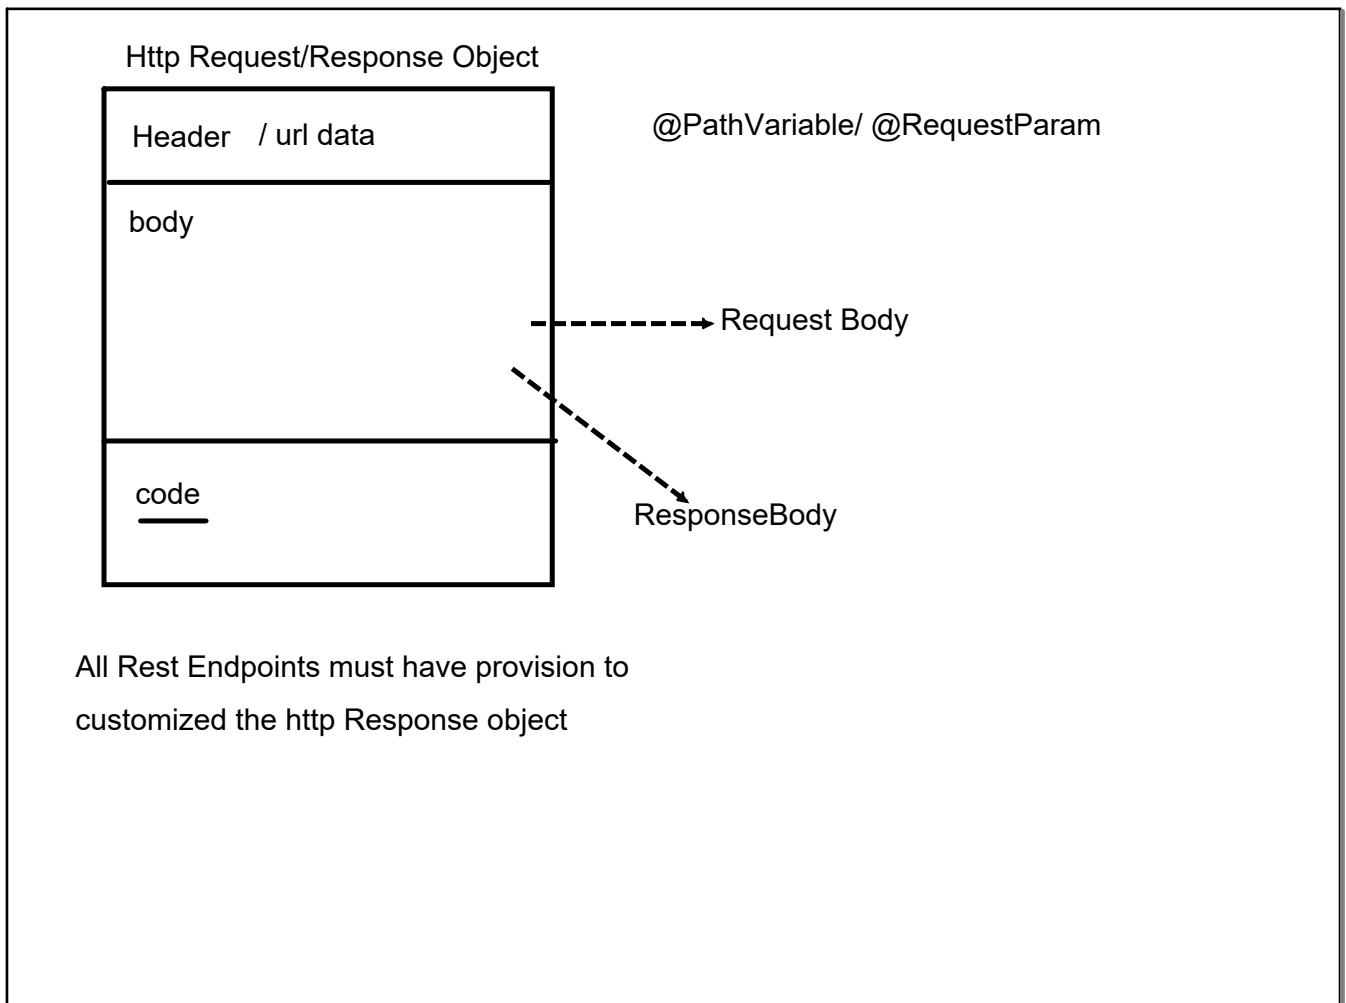 Http Request/Response Object
Header / url data
@PathVariable/ @RequestParam
body
Request Body
code
ResponseBody
All Rest Endpoints must have provision to
customized the http Response object